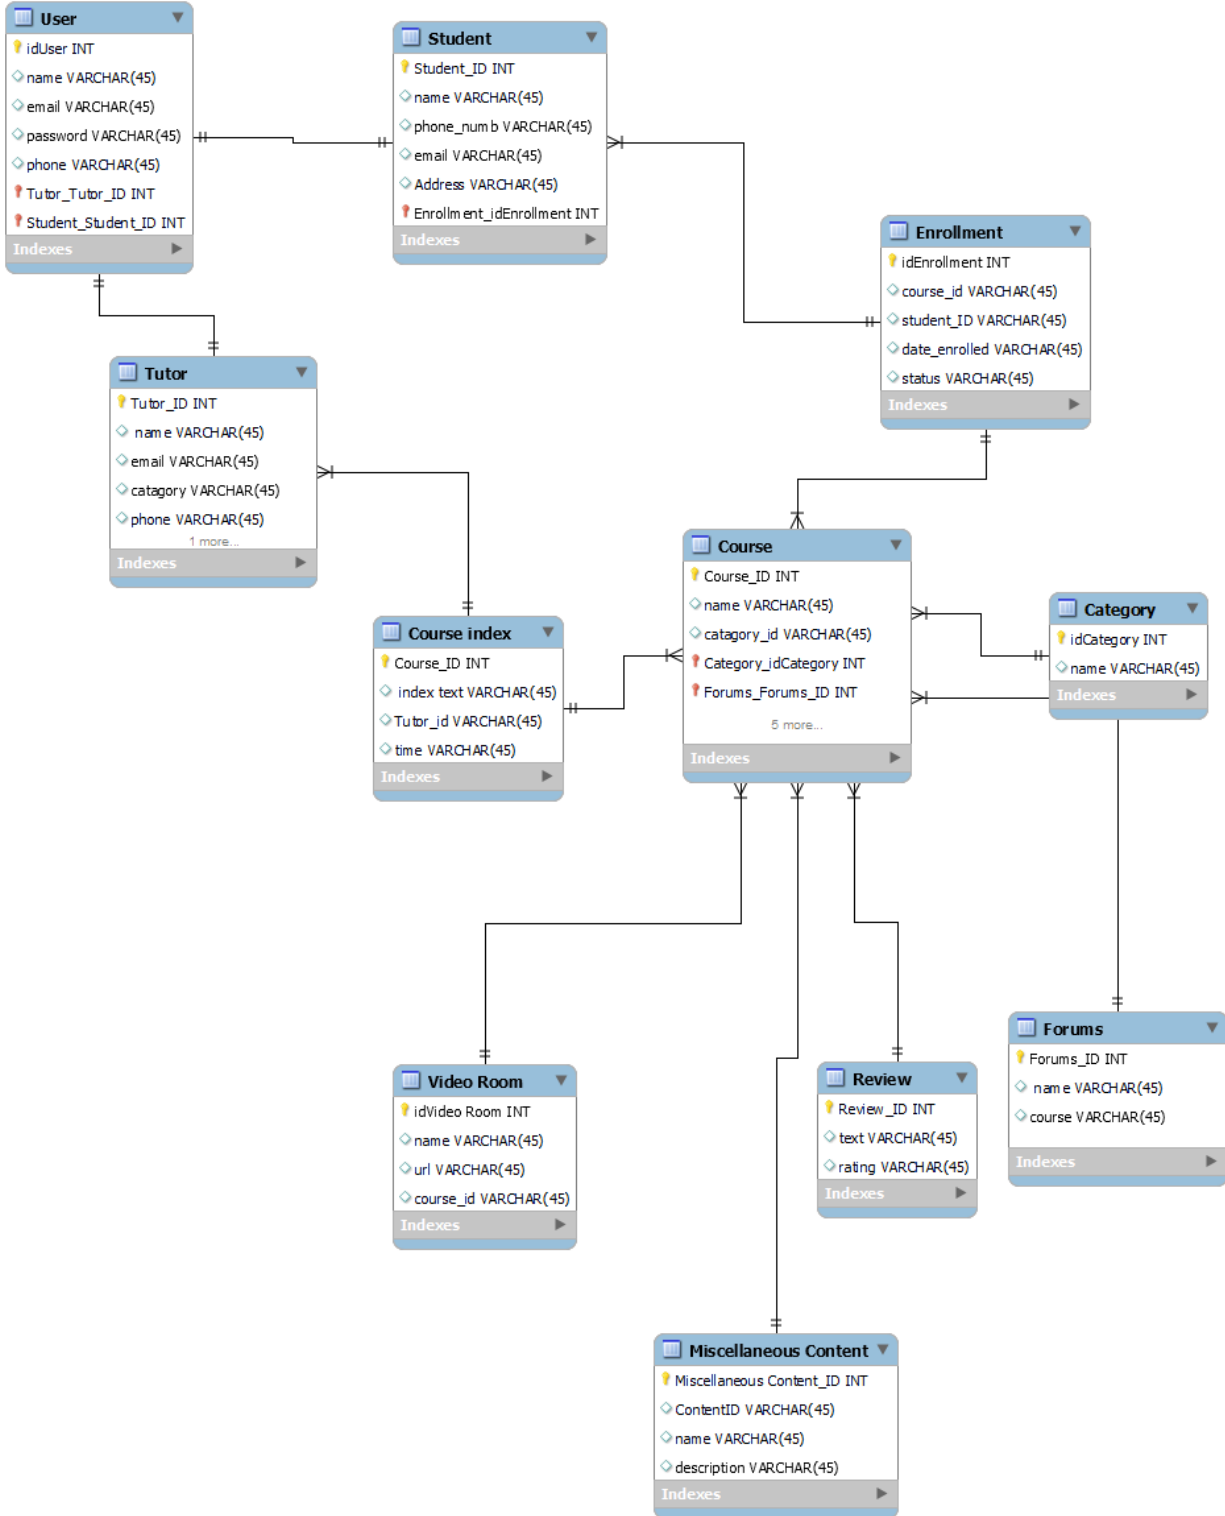 User
idUser INT
name VARCHAR(45)
email VARCHAR(45)
password VARCHAR(45)
phone VARCHAR(45)
Tutor_Tutor_ID INT
Student_Student_ID INT
Indexes
Student
Student_ID INT
name VARCHAR(45)
phone_numb VARCHAR(45)
email VARCHAR(45)
Address VARCHAR(45)
Enrollment_idEnrollment INT
Indexes
Enrollment
idEnrollment INT
course_id VARCHAR(45)
student_ID VARCHAR(45)
date_enrolled VARCHAR(45)
status VARCHAR(45)
Indexes
Tutor
Tutor_ID INT
name VARCHAR(45)
email VARCHAR(45)
catagory VARCHAR(45)
phone VARCHAR(45)
1 more...
Indexes
Course
Course_ID INT
name VARCHAR(45)
catagory_id VARCHAR(45)
Category_idCategory INT
Forums_Forums_ID INT
5 more...
Indexes
Category
idCategory INT
name VARCHAR(45)
Indexes
Course index
Course_ID INT
index text VARCHAR(45)
Tutor_id VARCHAR(45)
time VARCHAR(45)
Indexes
Forums
Forums_ID INT
name VARCHAR(45)
course VARCHAR(45)
Indexes
Video Room
idVideo Room INT
name VARCHAR(45)
url VARCHAR(45)
course_id VARCHAR(45)
Indexes
Review
Review_ID INT
text VARCHAR(45)
rating VARCHAR(45)
Indexes
Miscellaneous Content
Miscellaneous Content_ID INT
ContentID VARCHAR(45)
name VARCHAR(45)
description VARCHAR(45)
Indexes